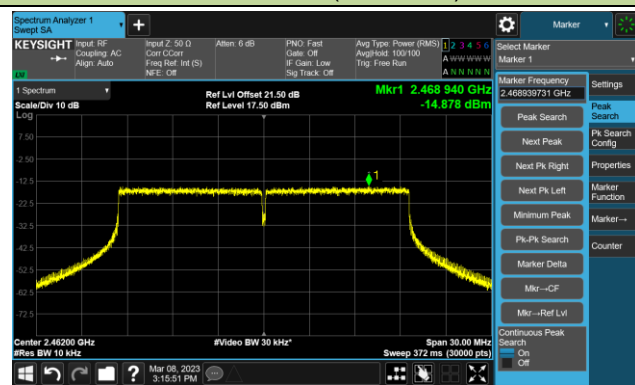 Spectrum Analyzer 1
Swept SA
Marker
KEYSIGHT
Input: RF
Coupling: AC
Align: Auto
Input Z: 50 Ω
Corr CCorr
Freq Ref: Int (S)
NFE: Off
Atten: 6 dB
PNO: Fast
Gate: Off
IF Gain: Low
Sig Track: Off
Avg Type: Power (RMS)
Avg|Hold: 100/100
Trig: Free Run
1 2 3 4 5 6
A W W W W W
A N N N N N
LW
Select Marker
Marker 1
1 Spectrum
Scale/Div 10 dB
Log
Ref Lvl Offset 21.50 dB
Ref Level 17.50 dBm
Mkr1 2.468 940 GHz
-14.878 dBm
7.50
-2.50
-12.5
-22.5
-32.5
-42.5
-52.5
-62.5
-72.5
1
Center 2.46200 GHz
#Res BW 10 kHz
#Video BW 30 kHz*
Span 30.00 MHz
Sweep 372 ms (30000 pts)
Marker Frequency
2.468939731 GHz
Peak Search
Next Peak
Next Pk Right
Next Pk Left
Minimum Peak
Pk-Pk Search
Marker Delta
Mkr→CF
Mkr→Ref Lvl
Continuous Peak
Search
On
Off
Settings
Peak
Search
Pk Search
Config
Properties
Marker
Function
Marker→
Counter
Mar 08, 2023
3:15:51 PM